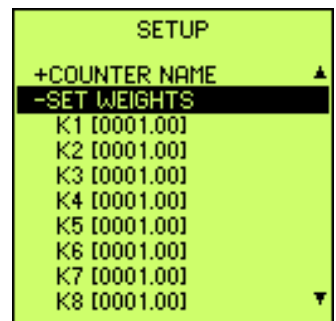 SETUP
+COUNTER NAME
-SET WEIGHTS
K1 [0001.00]
K2 [0001.00]
K3 [0001.00]
K4 [0001.00]
K5 [0001.00]
K6 [0001.00]
K7 [0001.00]
K8 [0001.00]